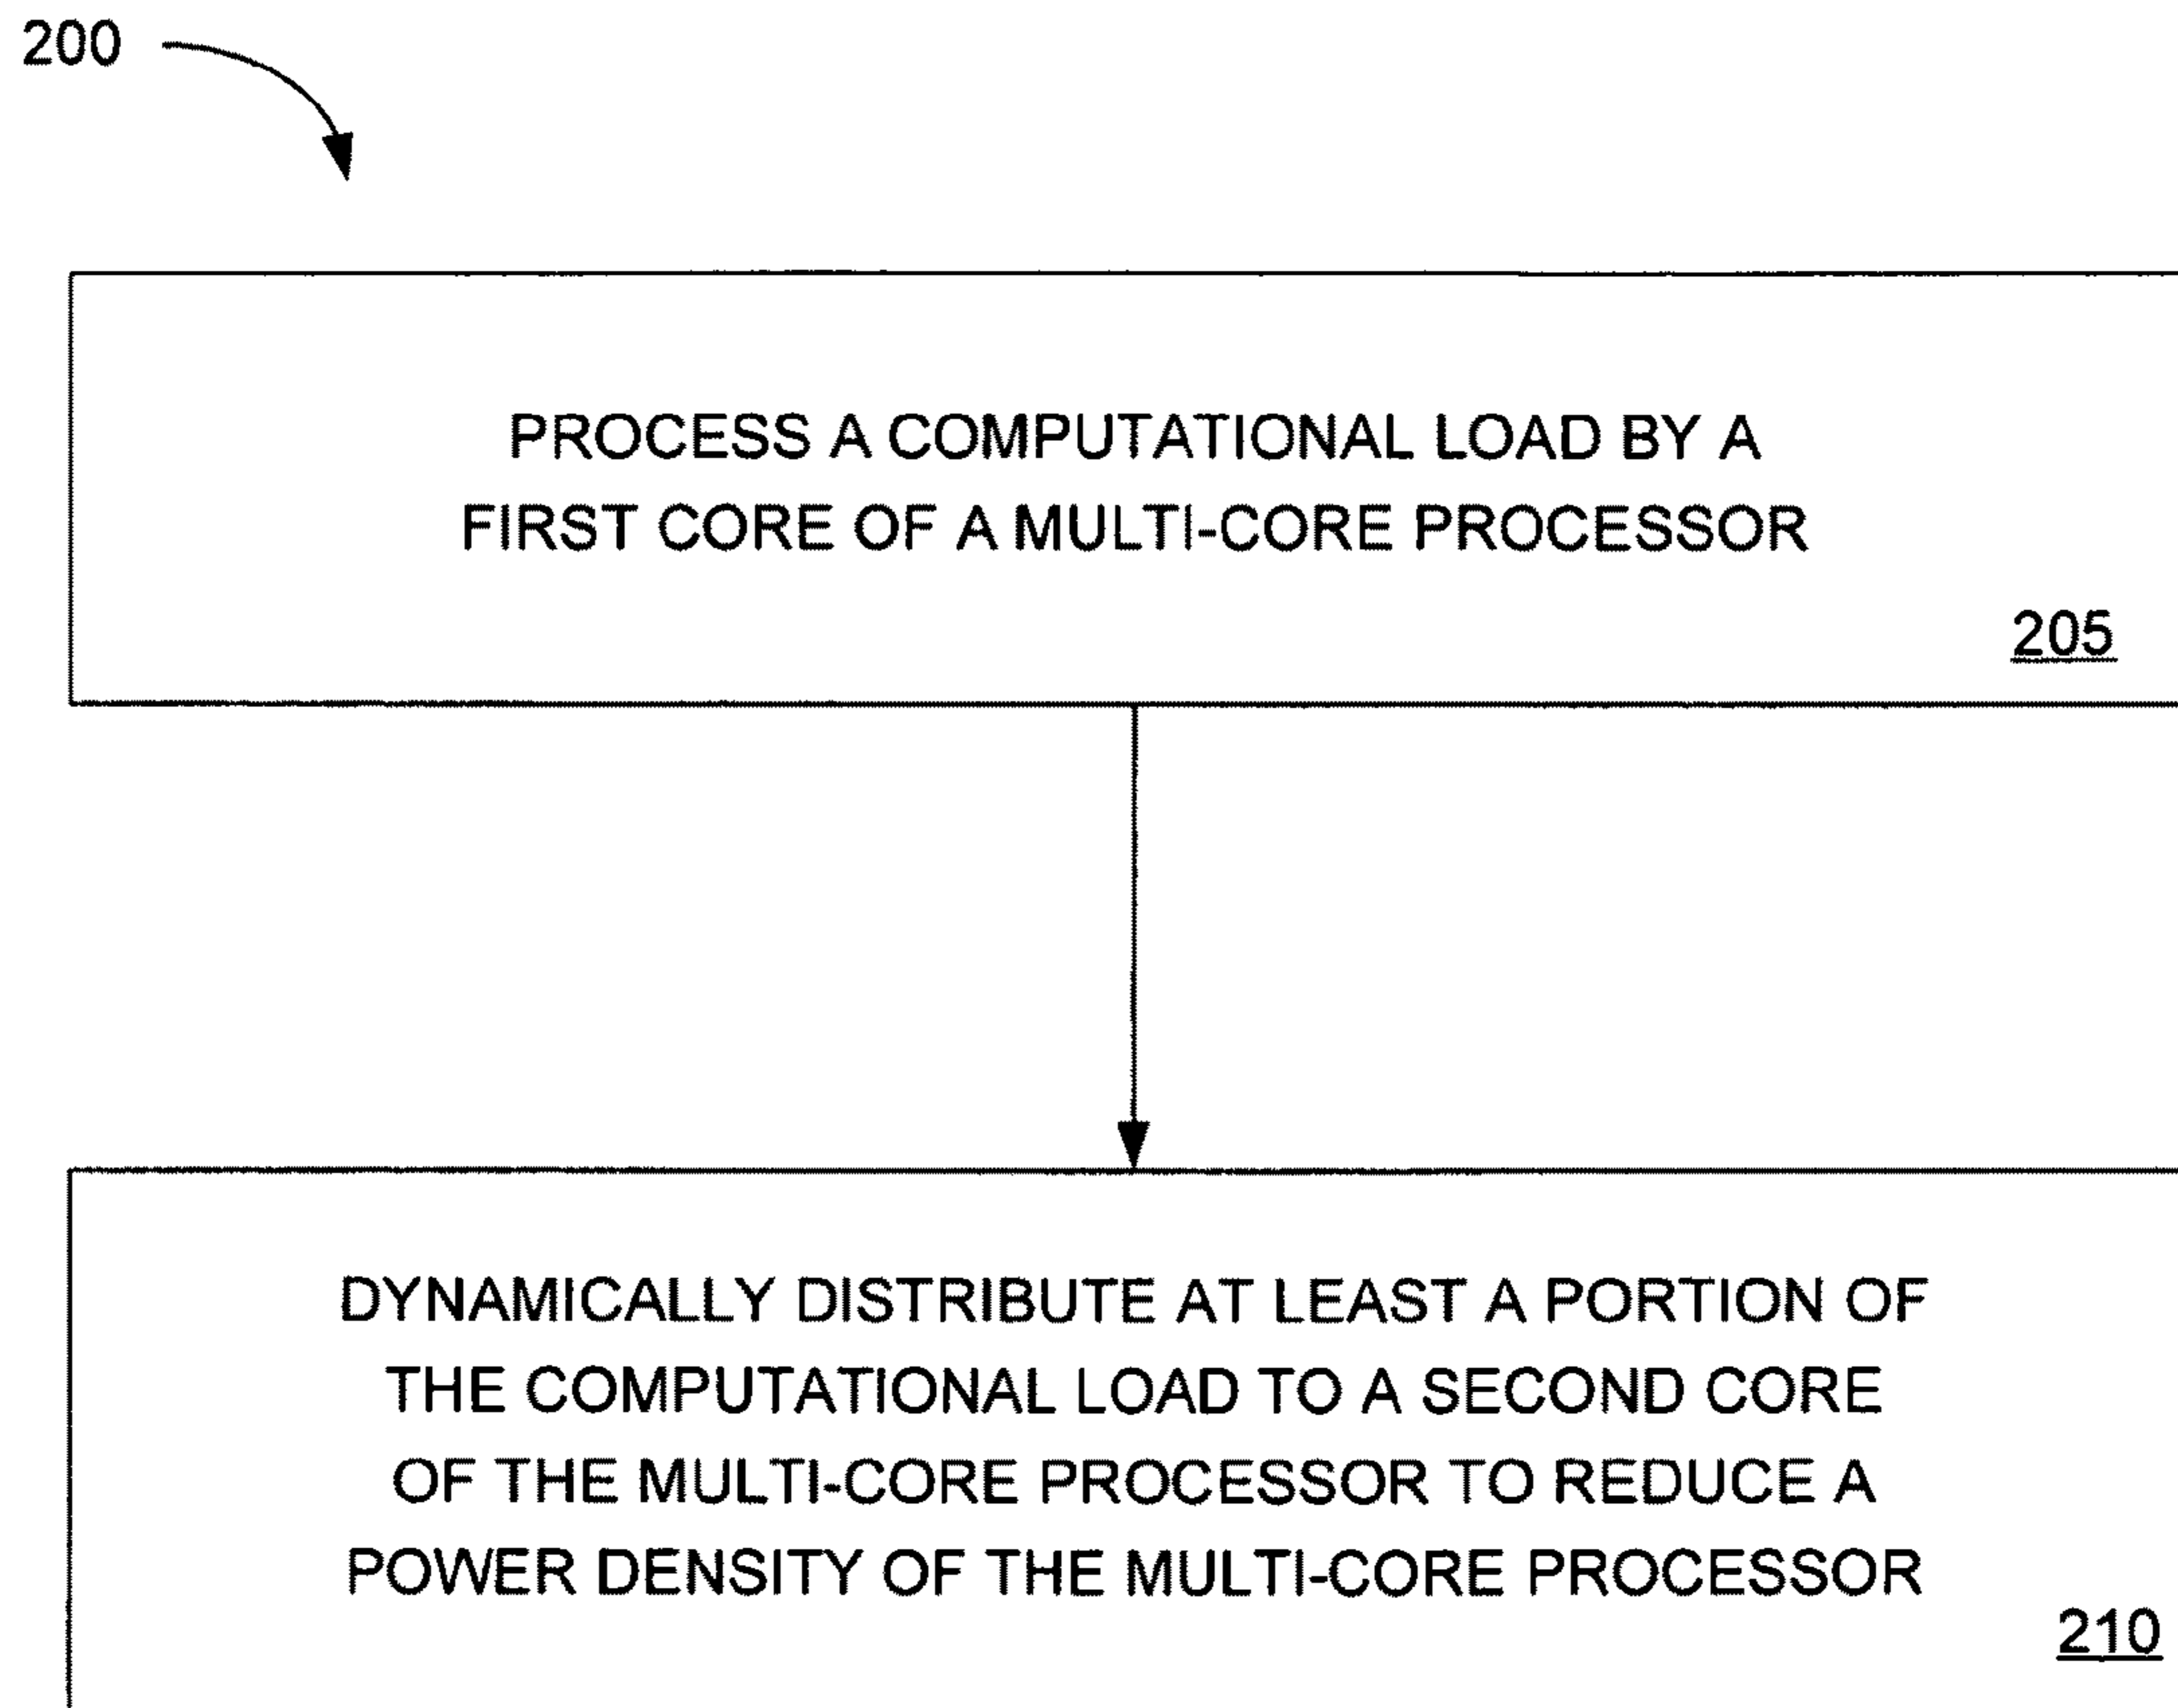 200
PROCESS A COMPUTATIONAL LOAD BY A
FIRST CORE OF A MULTI-CORE PROCESSOR
205
DYNAMICALLY DISTRIBUTE AT LEAST A PORTION OF
THE COMPUTATIONAL LOAD TO A SECOND CORE
OF THE MULTI-CORE PROCESSOR TO REDUCE A
POWER DENSITY OF THE MULTI-CORE PROCESSOR
210